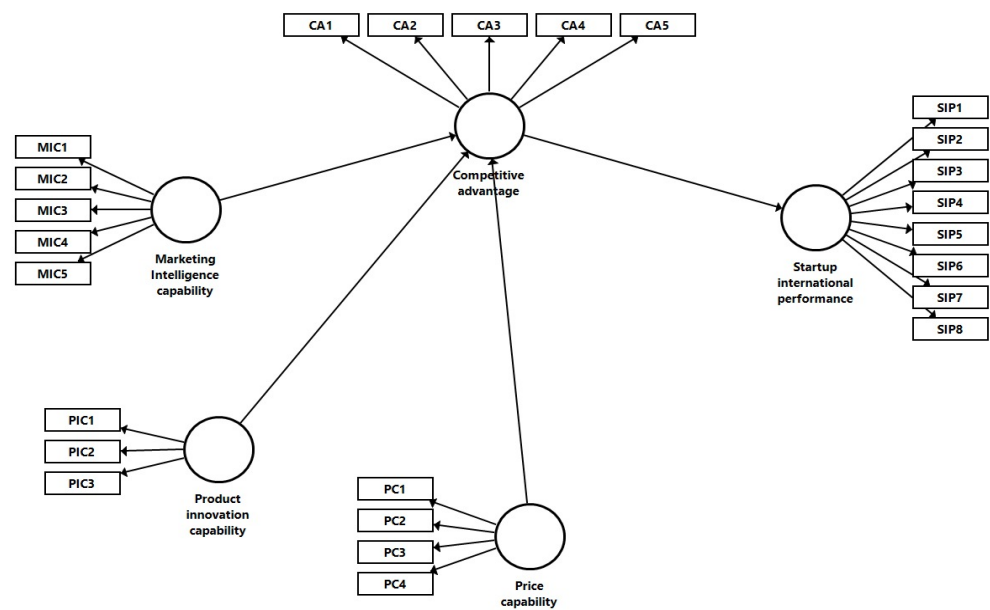 CA1
CA2
CA3
CA4
CA5
Competitive
advantage
MIC1
MIC2
MIC3
MIC4
MIC5
Marketing
Intelligence
capability
SIP1
SIP2
SIP3
SIP4
SIP5
SIP6
SIP7
SIP8
Startup
international
performance
PIC1
PIC2
PIC3
Product
innovation
capability
PC1
PC2
PC3
PC4
Price
capability